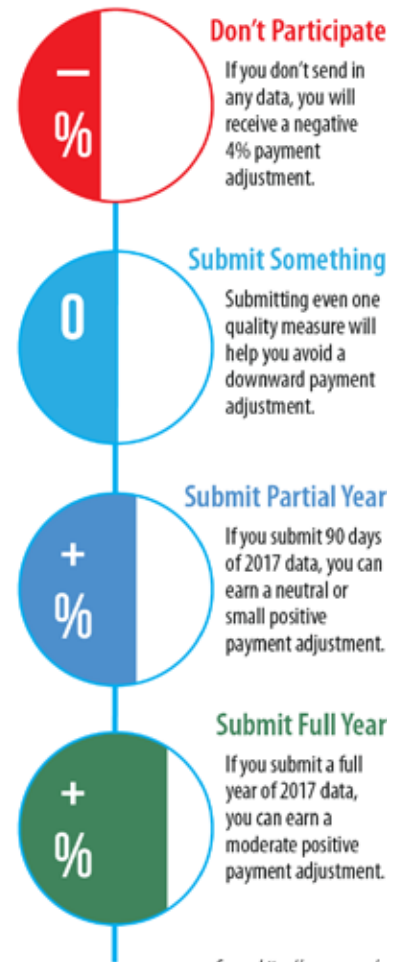 Don't Participate
–
%
If you don't send in
any data, you will
receive a negative
4% payment
adjustment.
Submit Something
0
Submitting even one
quality measure will
help you avoid a
downward payment
adjustment.
Submit Partial Year
+
%
If you submit 90 days
of 2017 data, you can
earn a neutral or
small positive
payment adjustment.
Submit Full Year
+
%
If you submit a full
year of 2017 data,
you can earn a
moderate positive
payment adjustment.